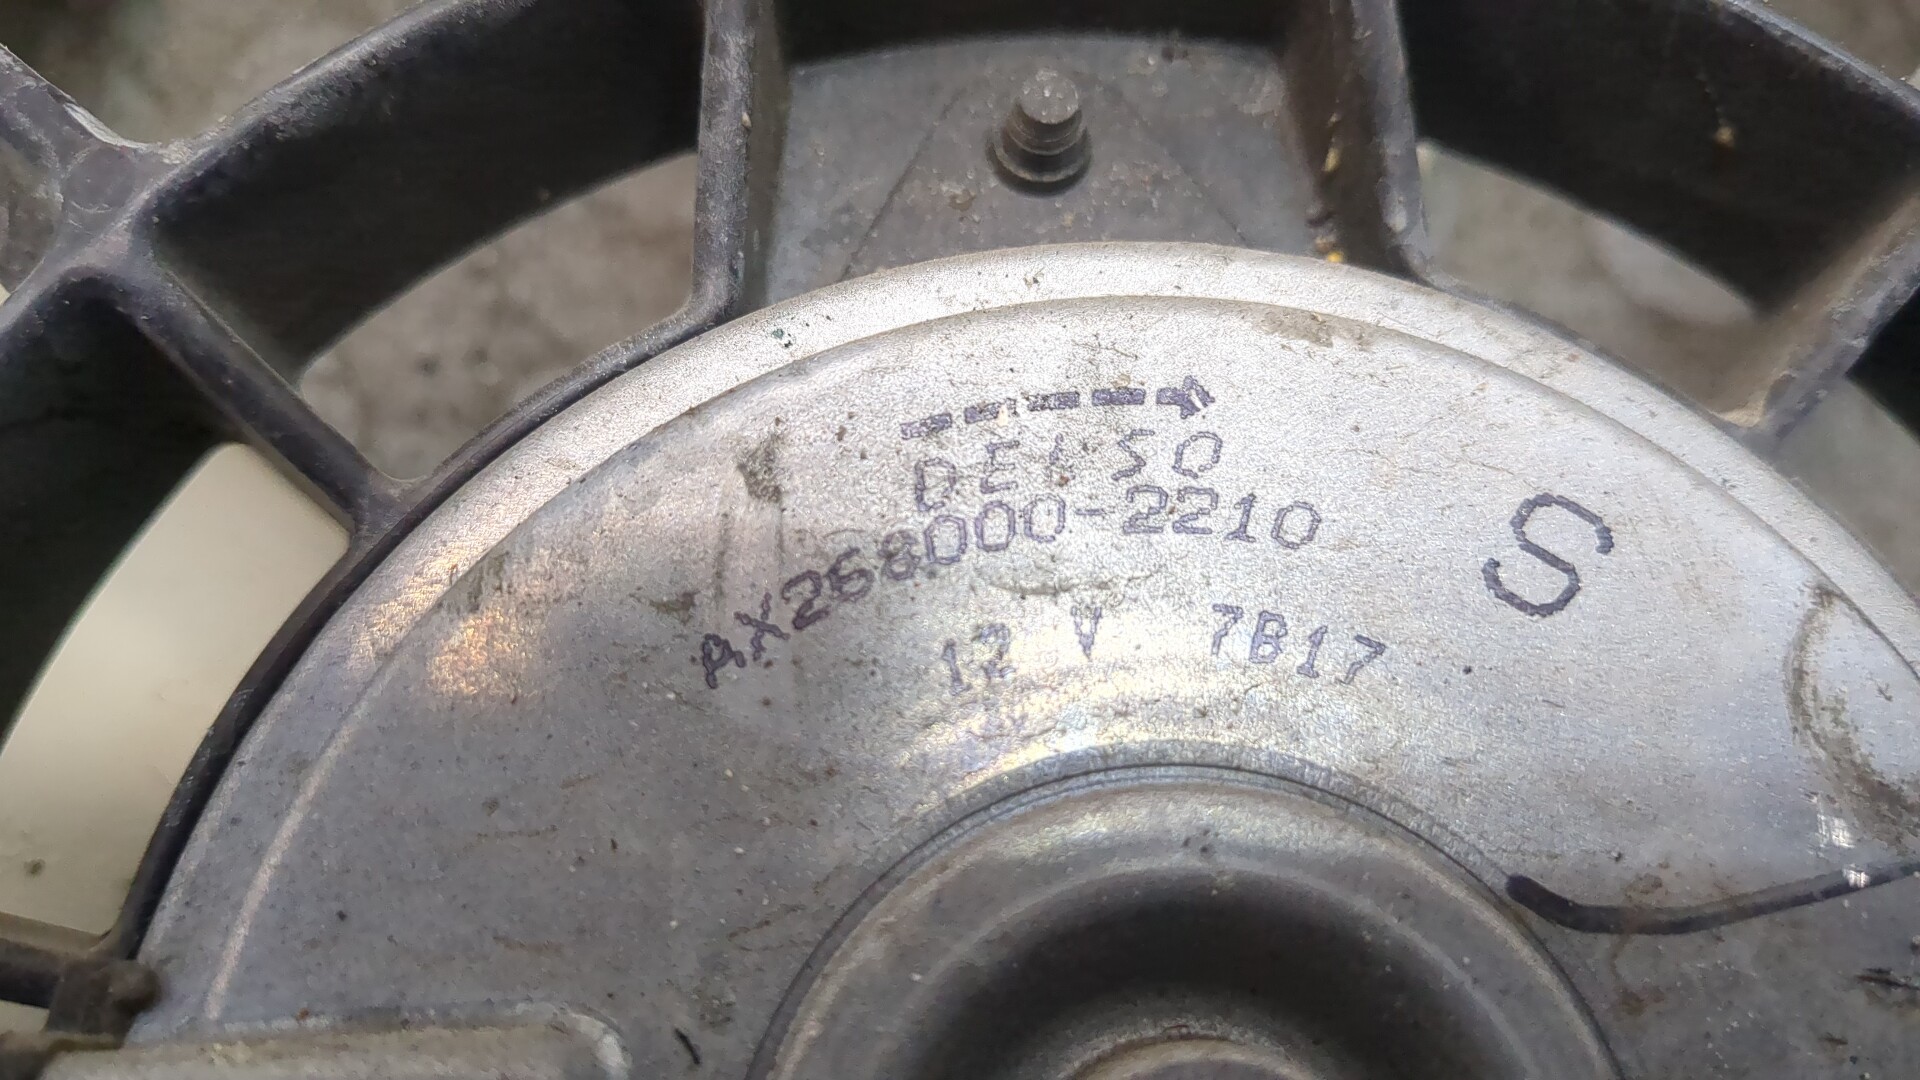 DENSO
AX268000-2210
S
12 V 7B17